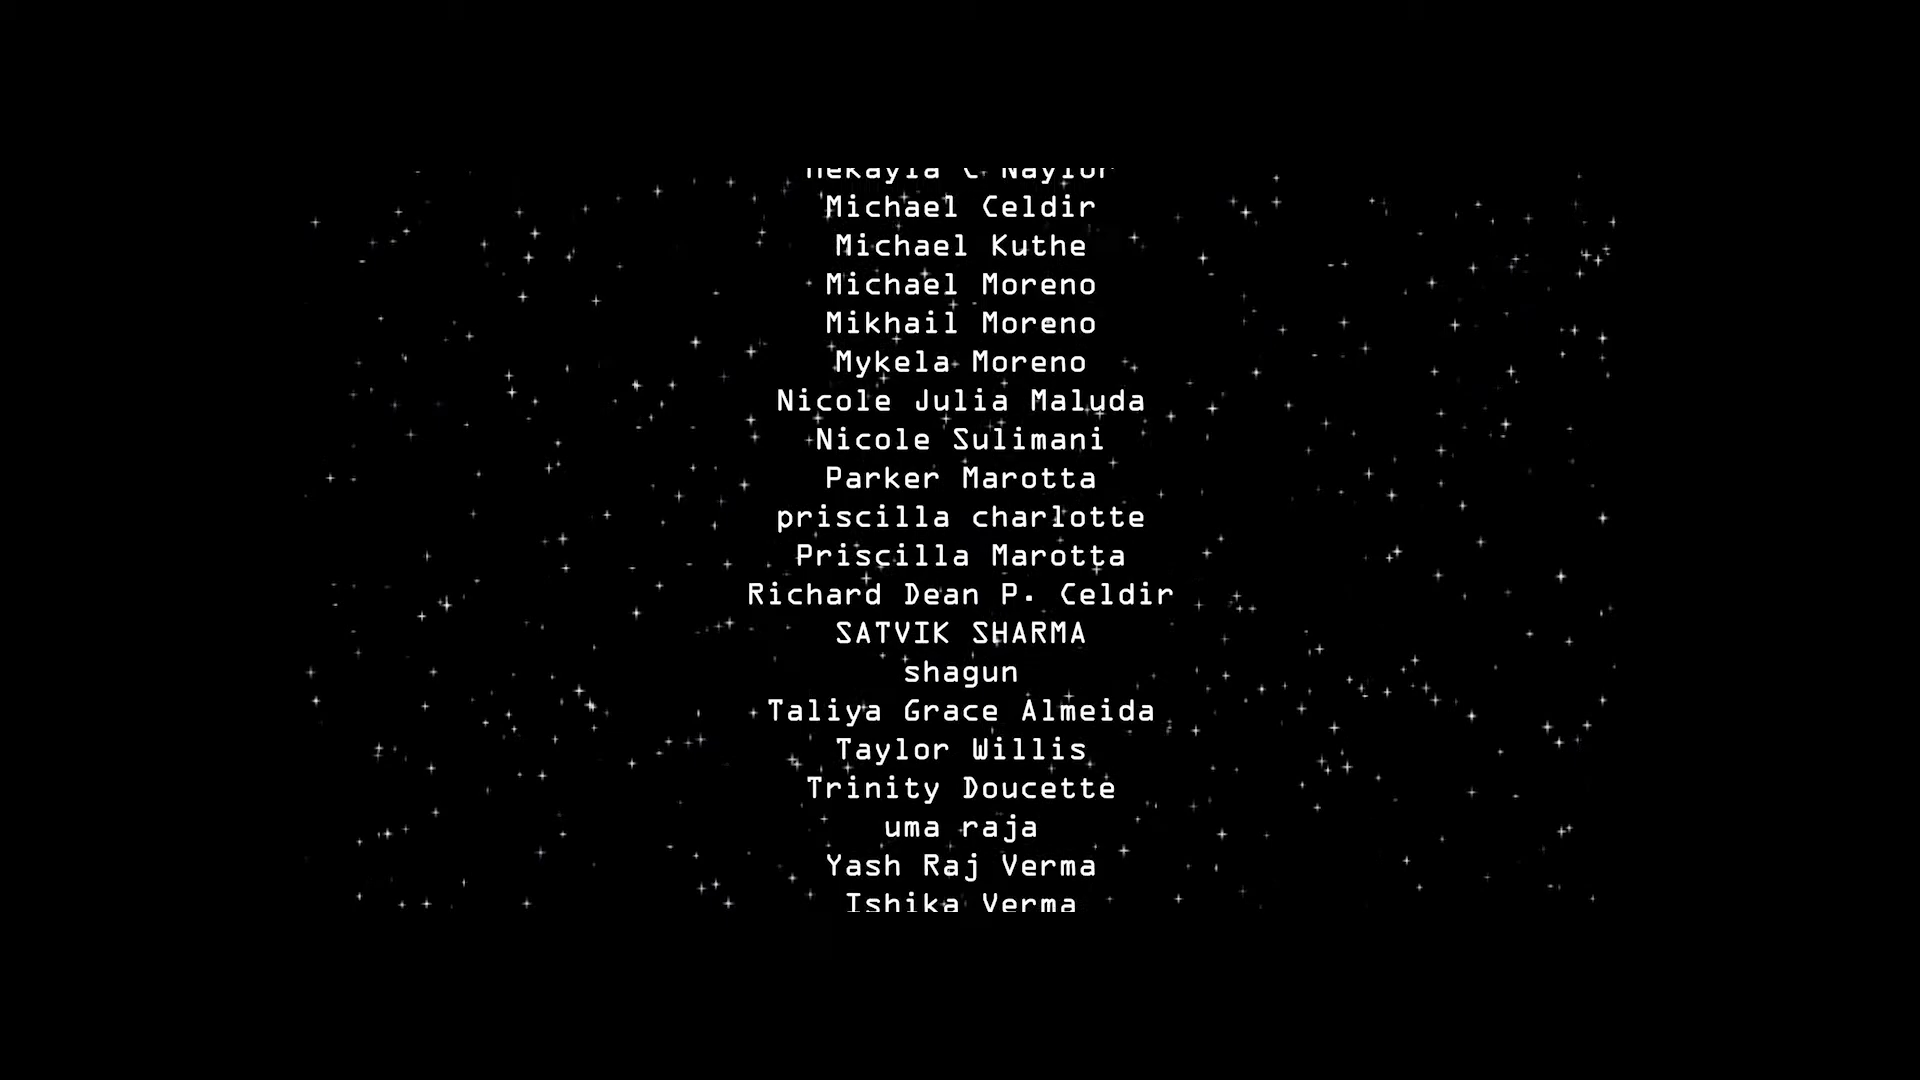 Mekayla C Naylor
Michael Celdir
Michael Kuthe
Michael Moreno
Mikhail Moreno
Mykela Moreno
Nicole Julia Maluda
Nicole Sulimani
Parker Marotta
priscilla charlotte
Priscilla Marotta
Richard Dean P. Celdir
SATVIK SHARMA
shagun
Taliya Grace Almeida
Taylor Willis
Trinity Doucette
uma raja
Yash Raj Verma
Ishika Verma